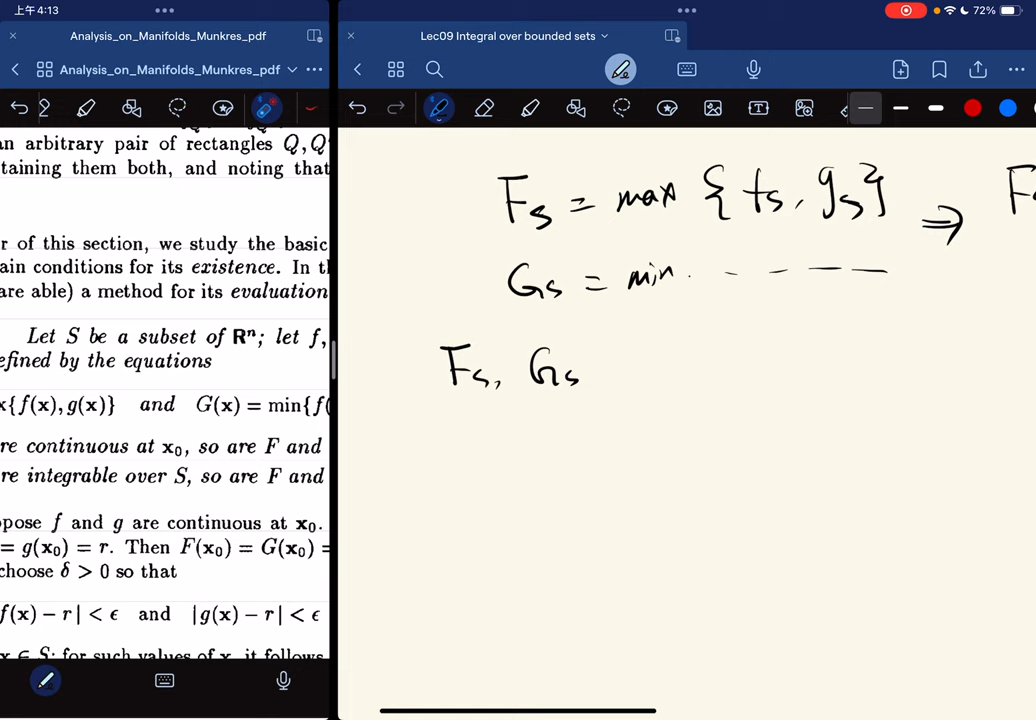 上午4:13
72%
Analysis_on_Manifolds_Munkres_pdf
Analysis_on_Manifolds_Munkres_pdf
an arbitrary pair of rectangles Q, Q'
taining them both, and noting that
r of this section, we study the basic
ain conditions for its existence. In th
are able) a method for its evaluation
Let S be a subset of Rⁿ; let f,
efined by the equations
x{f(x), g(x)} and G(x) = min{f(
re continuous at x₀, so are F and
re integrable over S, so are F and
pose f and g are continuous at x₀.
= g(x₀) = r. Then F(x₀) = G(x₀) =
choose δ > 0 so that
f(x) − r| < ϵ and |g(x) − r| < ϵ
x ∈ S; for such values of x, it follows
Lec09 Integral over bounded sets
F_S = max {f_S, g_S} ⇒ F
G_S = min
F_S, G_S